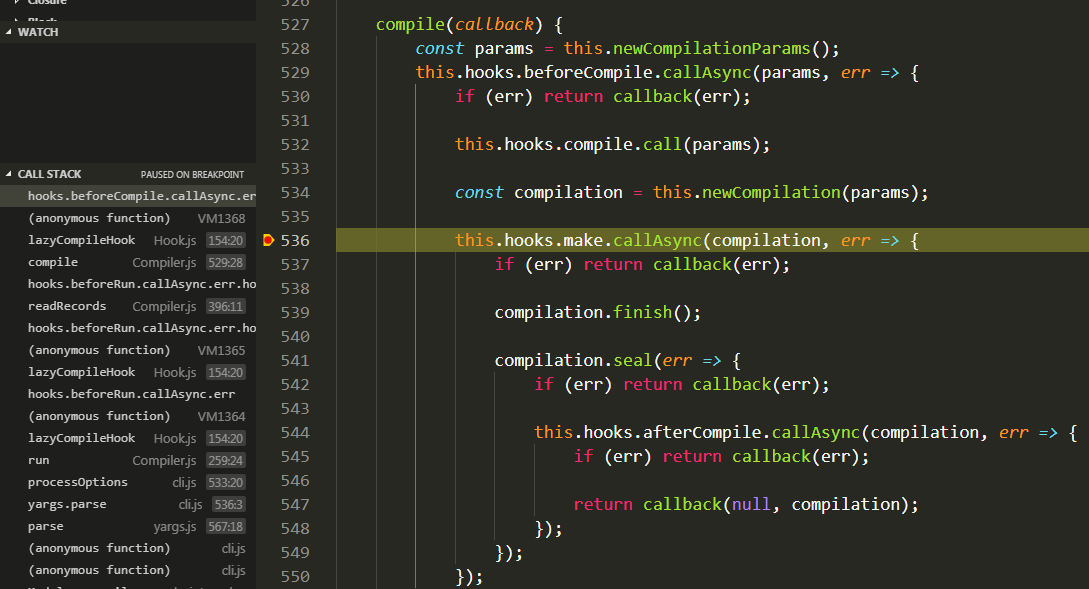 Closure
Block
WATCH
CALL STACK PAUSED ON BREAKPOINT
hooks.beforeCompile.callAsync.er
(anonymous function) VM1368
lazyCompileHook Hook.js 154:20
compile Compiler.js 529:28
hooks.beforeRun.callAsync.err.ho
readRecords Compiler.js 396:11
hooks.beforeRun.callAsync.err.ho
(anonymous function) VM1365
lazyCompileHook Hook.js 154:20
hooks.beforeRun.callAsync.err
(anonymous function) VM1364
lazyCompileHook Hook.js 154:20
run Compiler.js 259:24
processOptions cli.js 533:20
yargs.parse cli.js 536:3
parse yargs.js 567:18
(anonymous function) cli.js
(anonymous function) cli.js
526
527 compile(callback) {
528 const params = this.newCompilationParams();
529 this.hooks.beforeCompile.callAsync(params, err => {
530 if (err) return callback(err);
531
532 this.hooks.compile.call(params);
533
534 const compilation = this.newCompilation(params);
535
536 this.hooks.make.callAsync(compilation, err => {
537 if (err) return callback(err);
538
539 compilation.finish();
540
541 compilation.seal(err => {
542 if (err) return callback(err);
543
544 this.hooks.afterCompile.callAsync(compilation, err => {
545 if (err) return callback(err);
546
547 return callback(null, compilation);
548 });
549 });
550 });